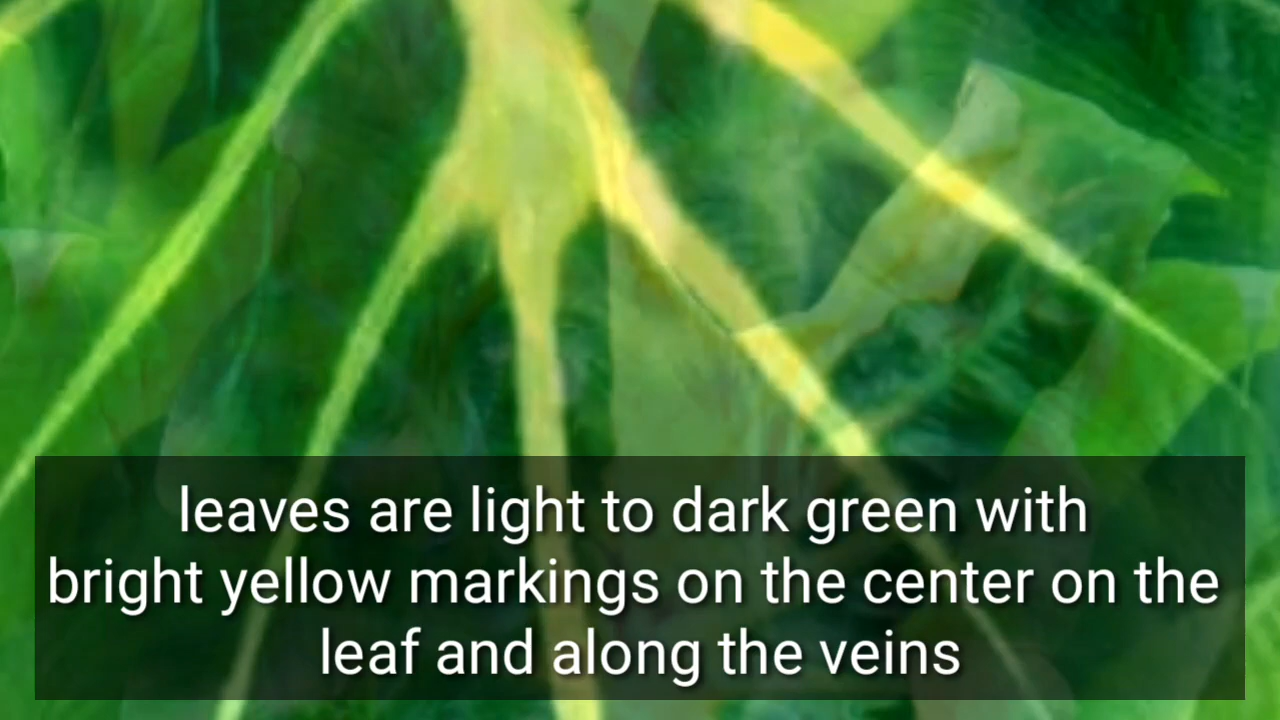 leaves are light to dark green with
bright yellow markings on the center on the
leaf and along the veins